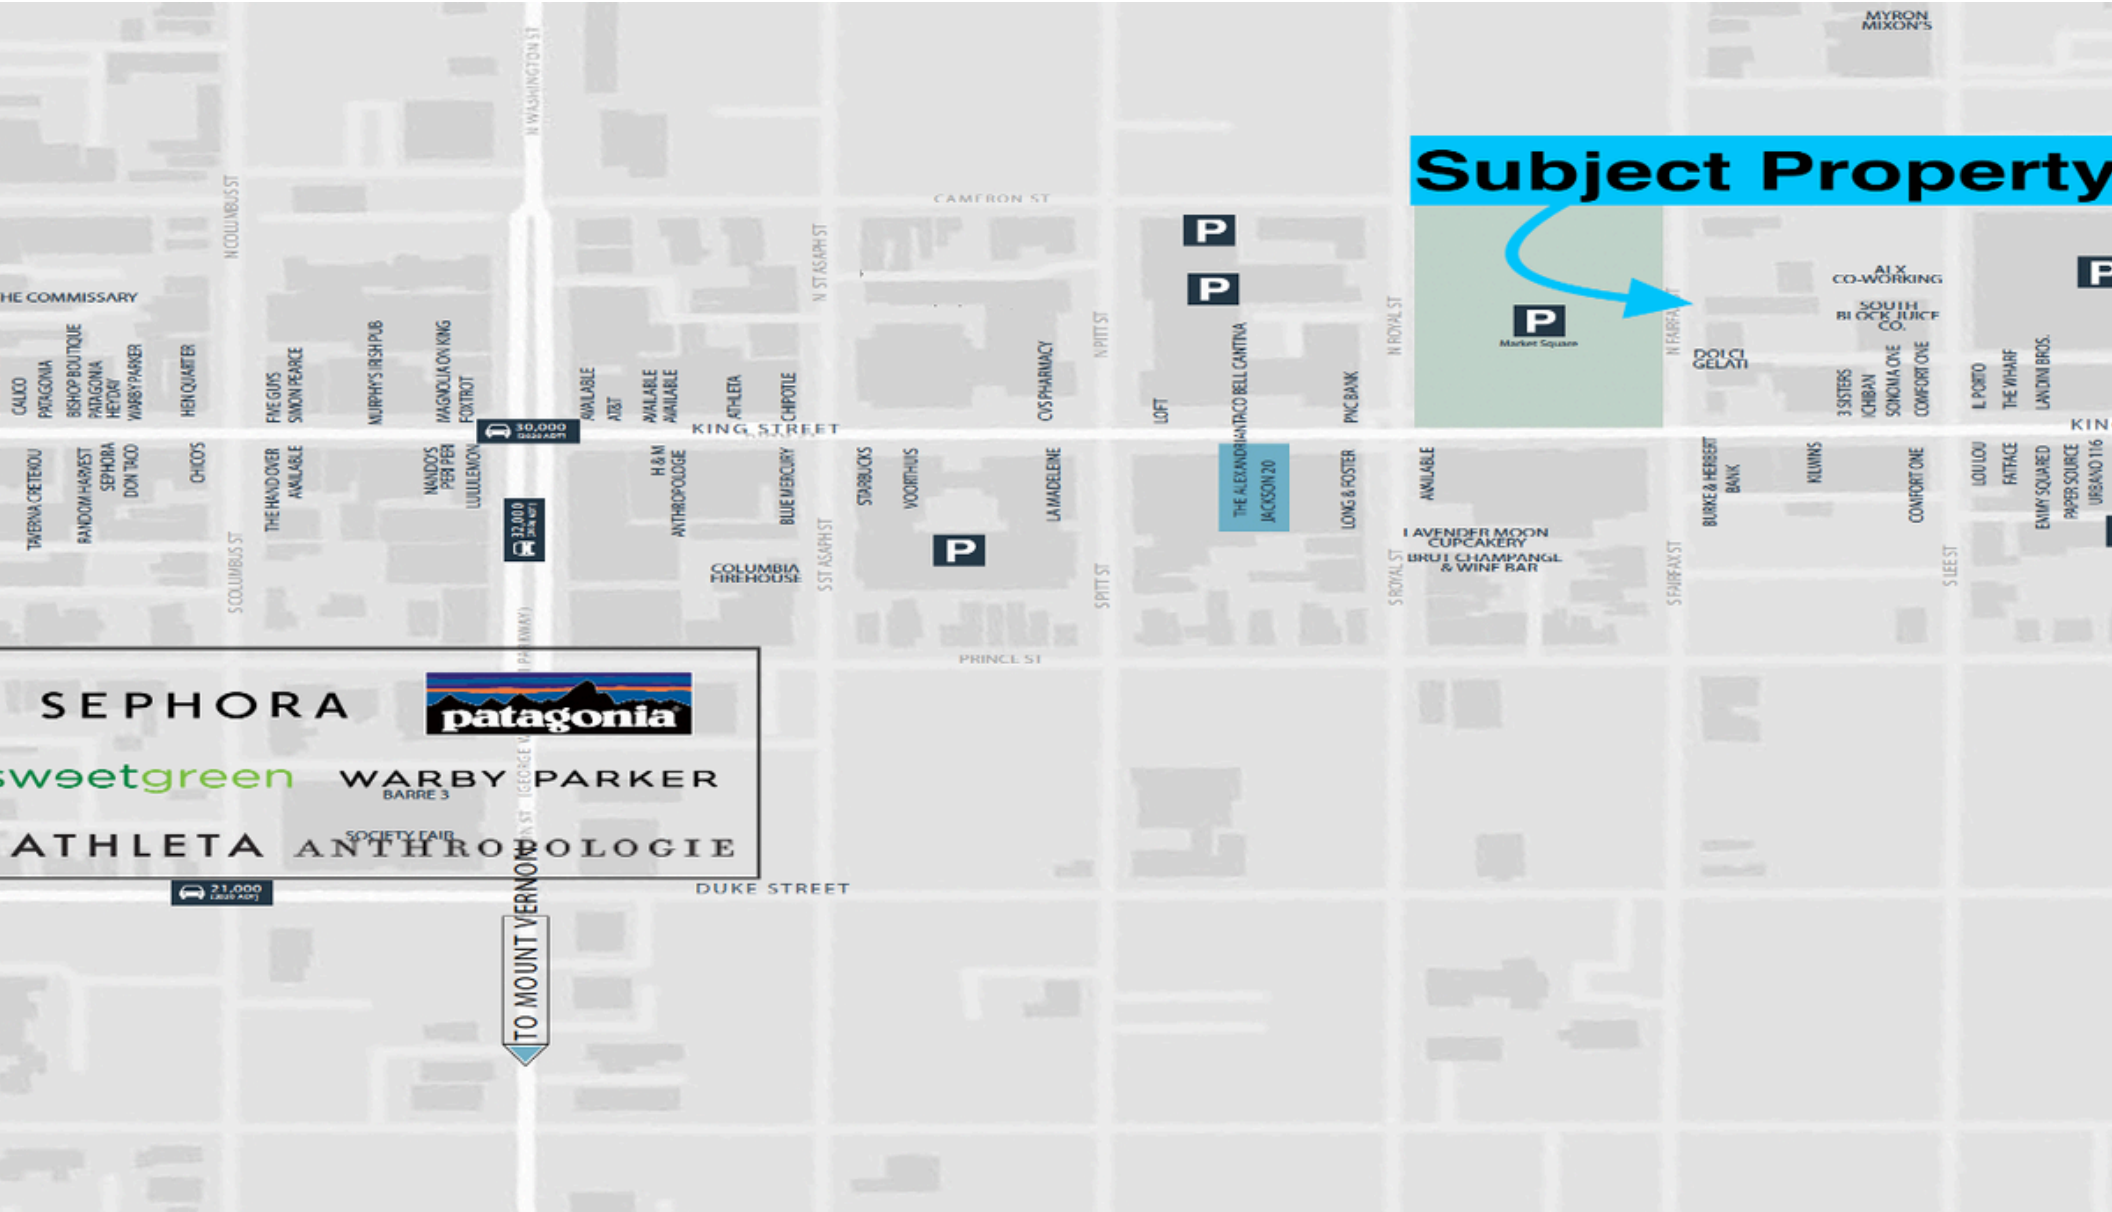 MYRON
MIXON'S
N WASHINGTON ST
Subject Property
N COLUMBUS ST
CAMERON ST
N ST ASAPH ST
P
P
P
P
Market Square
N PITT ST
N ROYAL ST
N FAIRFAX ST
ALX
CO-WORKING
SOUTH
BLOCK JUICE
CO.
DOLCI
GELATI
HE COMMISSARY
CALICO
PATAGONIA
BISHOP BOUTIQUE
PATAGONIA
HEYDAY
WARBY PARKER
HEN QUARTER
FIVE GUYS
SIMON PEARCE
MURPHY'S IRISH PUB
MAGNOLIA ON KING
FOXTROT
AVAILABLE
AT&T
AVAILABLE
AVAILABLE
ATHLETA
CHIPOTLE
CVS PHARMACY
LOFT
TACO BELL CANTINA
PNC BANK
3 SISTERS
ICHIBAN
SONOMA ONE
COMFORT ONE
IL PORTO
THE WHARF
LANDINI BROS.
30,000
(2020 ADT)
KING STREET
KIN
TAVERNA CRETEKOU
RANDOM HARVEST
SEPHORA
DON TACO
CHICO'S
THE HANDOVER
AVAILABLE
NANDO'S
PERI PERI
LULULEMON
32,000
H & M
ANTHROPOLOGIE
BLUE MERCURY
STARBUCKS
VOORTHUIS
LA MADELEINE
THE ALEXANDRIAN
JACKSON 20
LONG & FOSTER
AVAILABLE
BURKE & HERBERT
BANK
KILWINS
COMFORT ONE
LOU LOU
FATFACE
EMMY SQUARED
PAPER SOURCE
URBANO 116
P
LAVENDER MOON
CUPCAKERY
BRUT CHAMPANGE
& WINE BAR
COLUMBIA
FIREHOUSE
S COLUMBUS ST
S ST ASAPH ST
S PITT ST
S ROYAL ST
S FAIRFAX ST
S LEE ST
PRINCE ST
SEPHORA
patagonia
sweetgreen
WARBY PARKER
BARRE 3
SOCIETY FAIR
ATHLETA
ANTHROPOLOGIE
21,000
(2020 ADT)
DUKE STREET
TO MOUNT VERNON